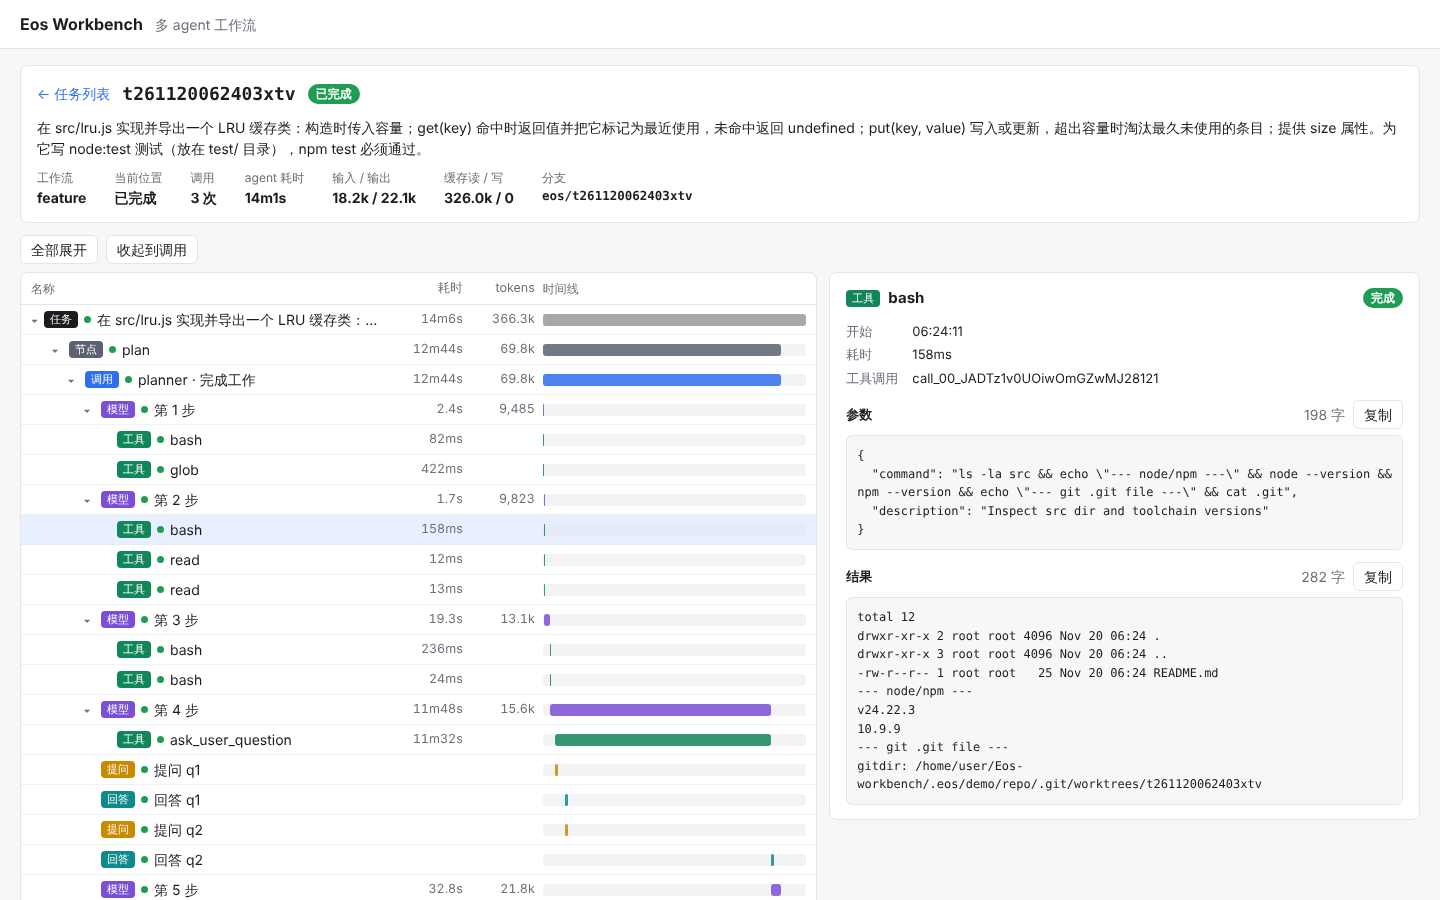 Eos Workbench 多 agent 工作流
← 任务列表 t261120062403xtv 已完成
在 src/lru.js 实现并导出一个 LRU 缓存类：构造时传入容量；get(key) 命中时返回值并把它标记为最近使用，未命中返回 undefined；put(key, value) 写入或更新，超出容量时淘汰最久未使用的条目；提供 size 属性。为
它写 node:test 测试（放在 test/ 目录），npm test 必须通过。
工作流 当前位置 调用 agent 耗时 输入 / 输出 缓存读 / 写 分支
feature 已完成 3 次 14m1s 18.2k / 22.1k 326.0k / 0 eos/t261120062403xtv
全部展开 收起到调用
名称 耗时 tokens 时间线
任务 在 src/lru.js 实现并导出一个 LRU 缓存类：... 14m6s 366.3k
节点 plan 12m44s 69.8k
调用 planner · 完成工作 12m44s 69.8k
模型 第 1 步 2.4s 9,485
工具 bash 82ms
工具 glob 422ms
模型 第 2 步 1.7s 9,823
工具 bash 158ms
工具 read 12ms
工具 read 13ms
模型 第 3 步 19.3s 13.1k
工具 bash 236ms
工具 bash 24ms
模型 第 4 步 11m48s 15.6k
工具 ask_user_question 11m32s
提问 提问 q1
回答 回答 q1
提问 提问 q2
回答 回答 q2
模型 第 5 步 32.8s 21.8k
工具 bash 完成
开始 06:24:11
耗时 158ms
工具调用 call_00_JADTz1v0UOiwOmGZwMJ28121
参数 198 字 复制
{
"command": "ls -la src && echo \"--- node/npm ---\" && node --version &&
npm --version && echo \"--- git .git file ---\" && cat .git",
"description": "Inspect src dir and toolchain versions"
}
结果 282 字 复制
total 12
drwxr-xr-x 2 root root 4096 Nov 20 06:24 .
drwxr-xr-x 3 root root 4096 Nov 20 06:24 ..
-rw-r--r-- 1 root root   25 Nov 20 06:24 README.md
--- node/npm ---
v24.22.3
10.9.9
--- git .git file ---
gitdir: /home/user/Eos-
workbench/.eos/demo/repo/.git/worktrees/t261120062403xtv